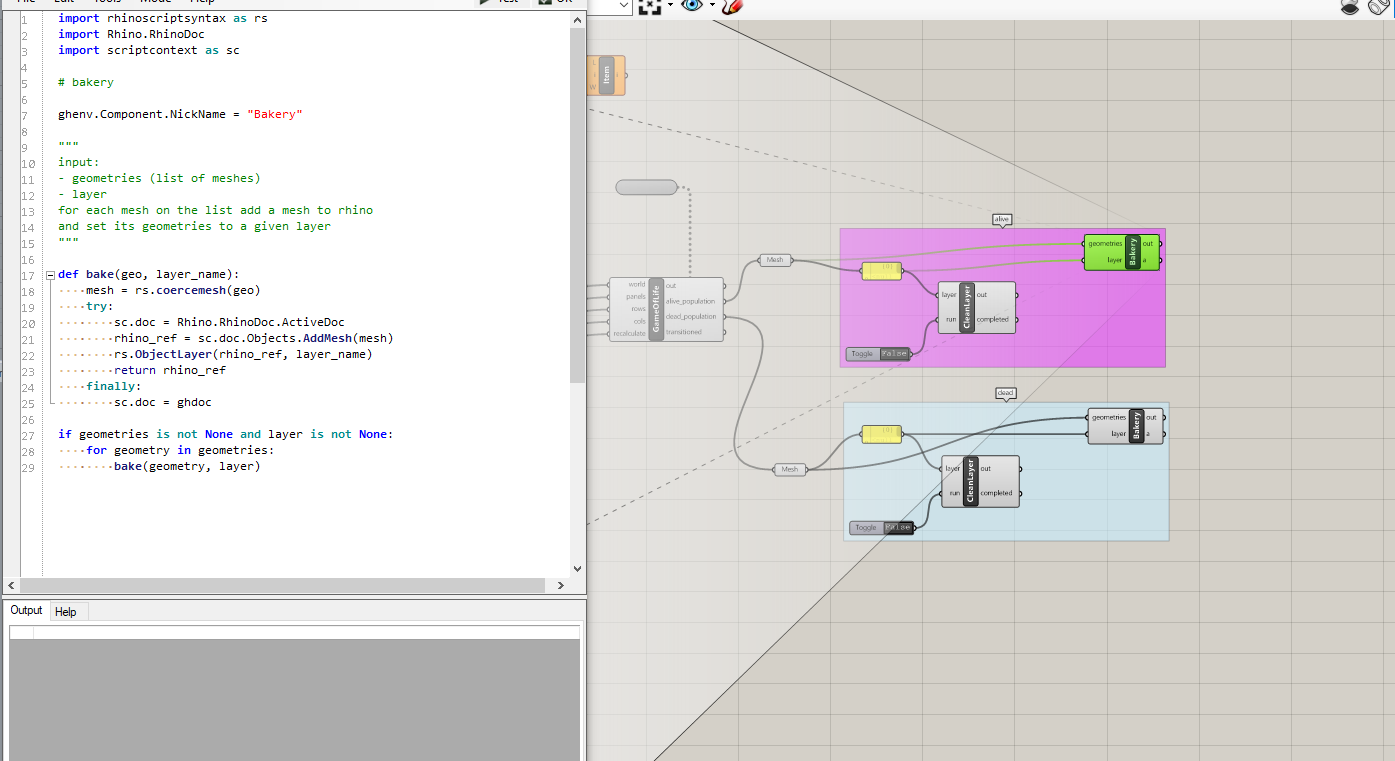 File Edit Tools Mode Help Test OK
1 import rhinoscriptsyntax as rs
2 import Rhino.RhinoDoc
3 import scriptcontext as sc
4
5 # bakery
6
7 ghenv.Component.NickName = "Bakery"
8
9 """
10 input:
11 - geometries (list of meshes)
12 - layer
13 for each mesh on the list add a mesh to rhino
14 and set its geometries to a given layer
15 """
16
17 def bake(geo, layer_name):
18 mesh = rs.coercemesh(geo)
19 try:
20 sc.doc = Rhino.RhinoDoc.ActiveDoc
21 rhino_ref = sc.doc.Objects.AddMesh(mesh)
22 rs.ObjectLayer(rhino_ref, layer_name)
23 return rhino_ref
24 finally:
25 sc.doc = ghdoc
26
27 if geometries is not None and layer is not None:
28 for geometry in geometries:
29 bake(geometry, layer)
Output Help
L
i
W
Item
i
world
panels
rows
cols
recalculate
GameOfLife
out
alive_population
dead_population
transitioned
Mesh
alive
{0}
geometries
layer
Bakery
out
a
layer
run
CleanLayer
out
completed
Toggle False
dead
Mesh
{0}
geometries
layer
Bakery
out
a
layer
run
CleanLayer
out
completed
Toggle False